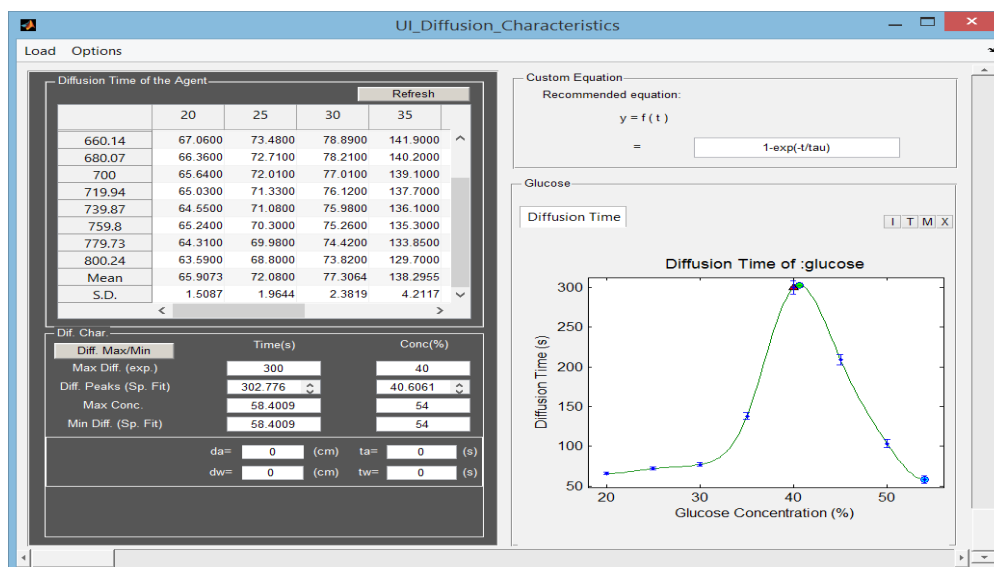 UI_Diffusion_Characteristics
Load Options
Diffusion Time of the Agent
Refresh
20 25 30 35
660.14 67.0600 73.4800 78.8900 141.9000
680.07 66.3600 72.7100 78.2100 140.2000
700 65.6400 72.0100 77.0100 139.1000
719.94 65.0300 71.3300 76.1200 137.7000
739.87 64.5500 71.0800 75.9800 136.1000
759.8 65.2400 70.3000 75.2600 135.3000
779.73 64.3100 69.9800 74.4200 133.8500
800.24 63.5900 68.8000 73.8200 129.7000
Mean 65.9073 72.0800 77.3064 138.2955
S.D. 1.5087 1.9644 2.3819 4.2117
Dif. Char.
Diff. Max/Min Time(s) Conc(%)
Max Diff. (exp.) 300 40
Diff. Peaks (Sp. Fit) 302.776 40.6061
Max Conc. 58.4009 54
Min Diff. (Sp. Fit) 58.4009 54
da= 0 (cm) ta= 0 (s)
dw= 0 (cm) tw= 0 (s)
Custom Equation
Recommended equation:
y = f ( t )
= 1-exp(-t/tau)
Glucose
Diffusion Time
I T M X
Diffusion Time of :glucose
Diffusion Time (s)
300
250
200
150
100
50
20 30 40 50
Glucose Concentration (%)